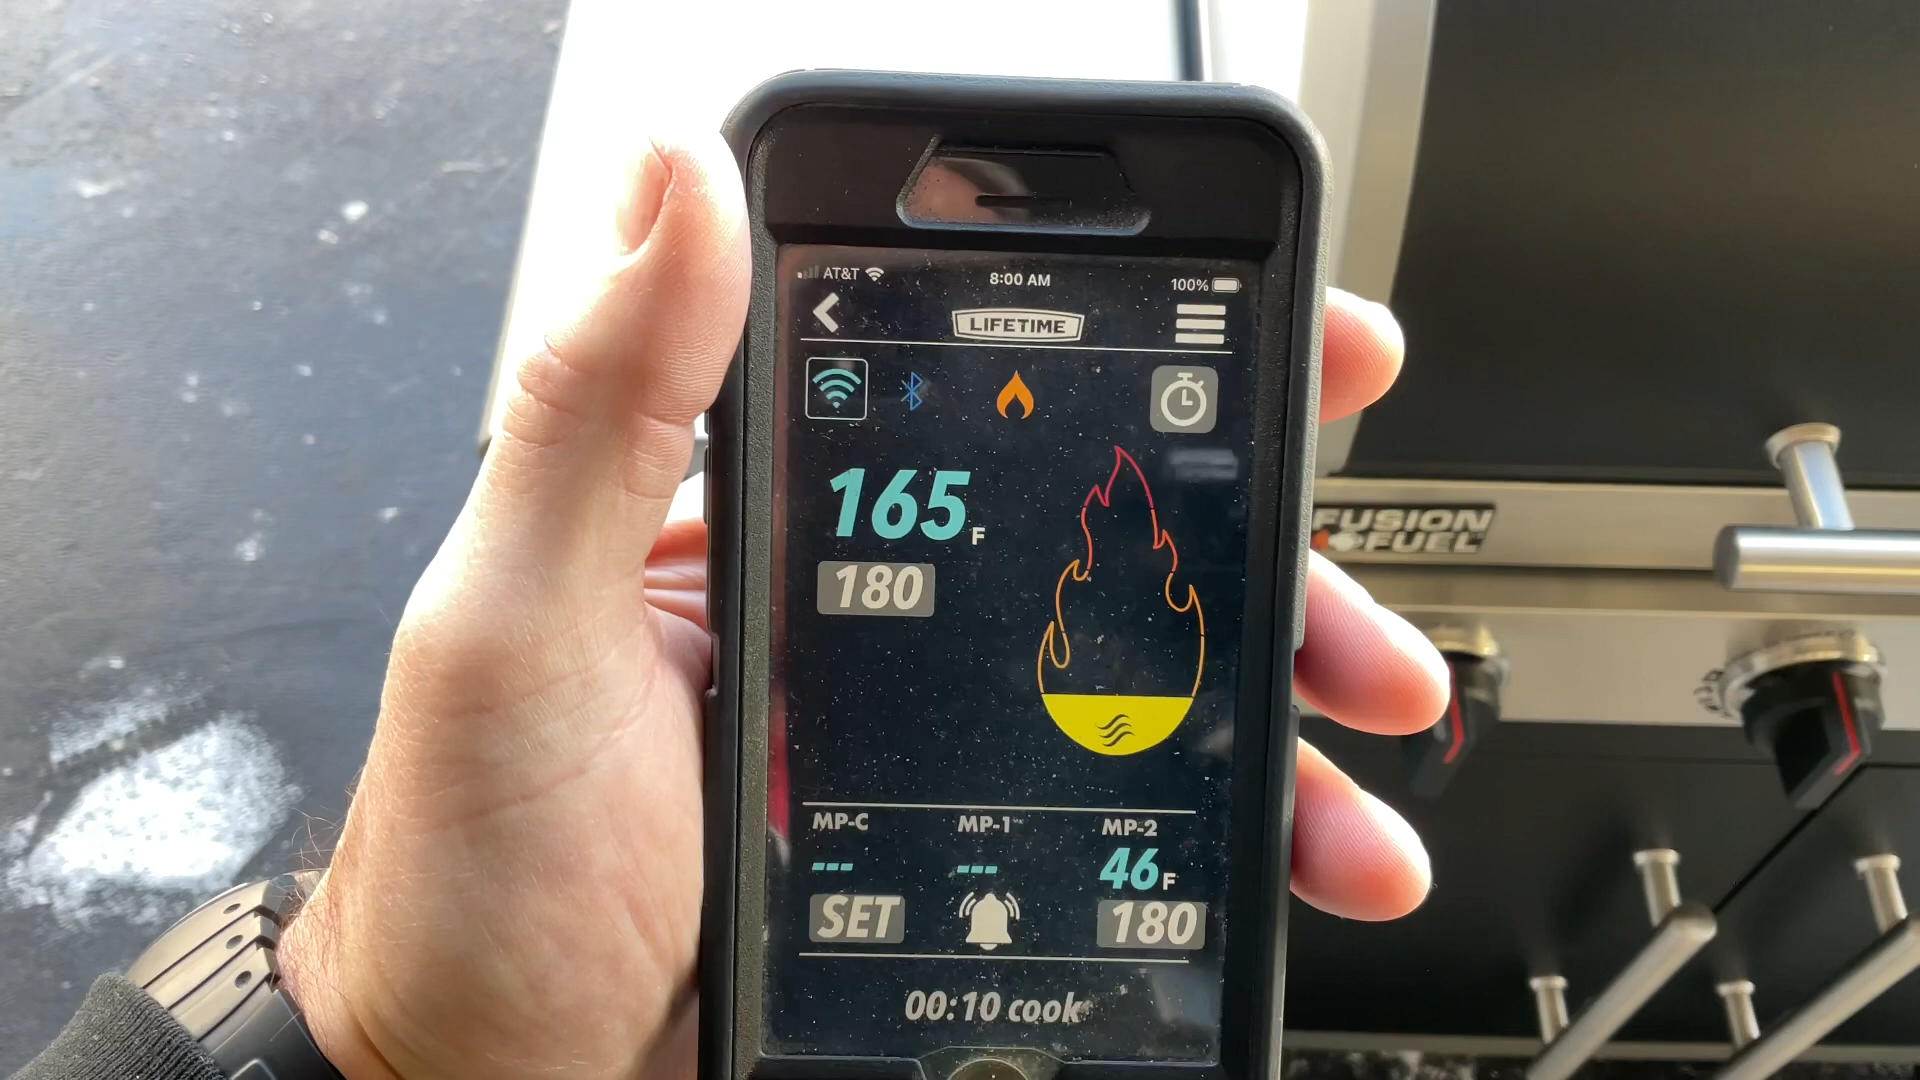 AT&T 8:00 AM 100%
LIFETIME
165 F
180
MP-C MP-1 MP-2
--- --- 46 F
SET 180
00:10 cook
FUSION
FUEL